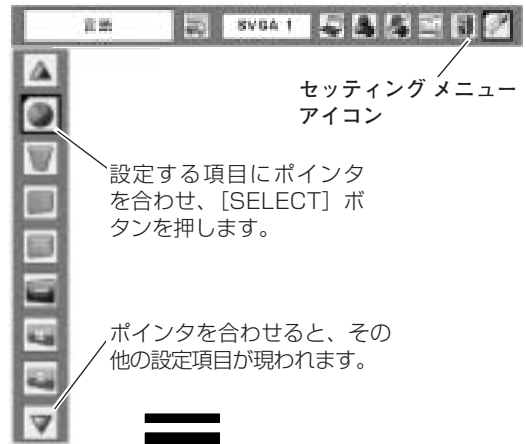 言語 SVGA 1
セッティング メニュー
アイコン
設定する項目にポインタ
を合わせ、［SELECT］ボ
タンを押します。
ポインタを合わせると、その
他の設定項目が現われます。